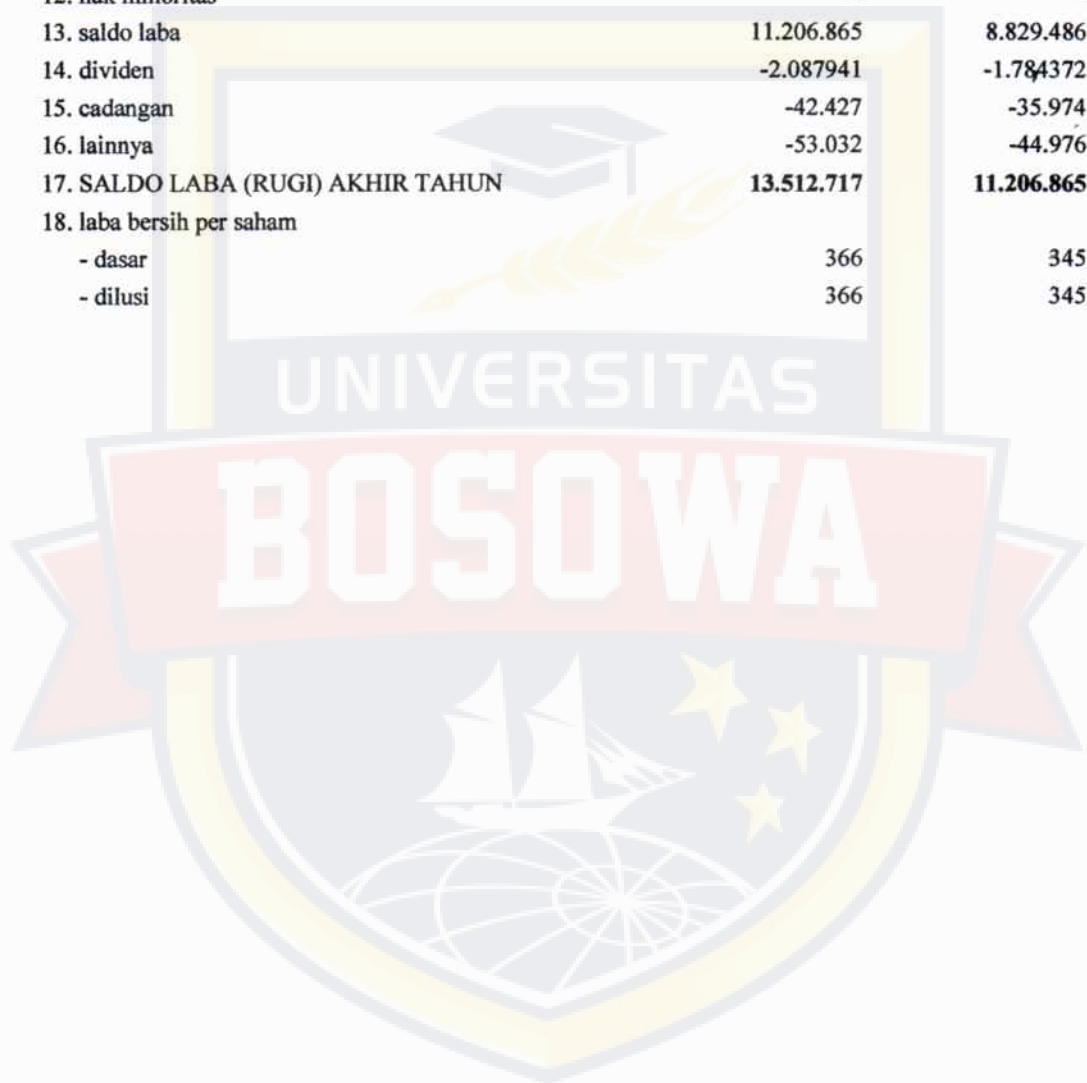 13. saldo laba 11.206.865 8.829.486
14. dividen -2.087941 -1.784372
15. cadangan -42.427 -35.974
16. lainnya -53.032 -44.976
17. SALDO LABA (RUGI) AKHIR TAHUN 13.512.717 11.206.865
18. laba bersih per saham
- dasar 366 345
- dilusi 366 345
UNIVERSITAS
BOSOWA